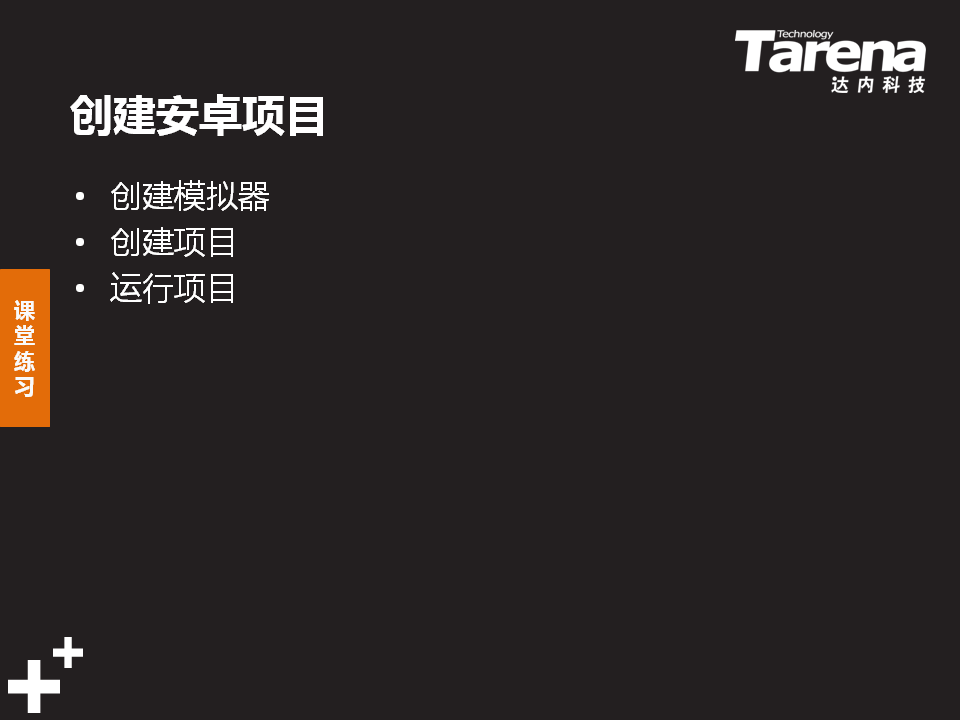 Technology
Tarena
达内科技
创建安卓项目
• 创建模拟器
• 创建项目
• 运行项目
课堂练习